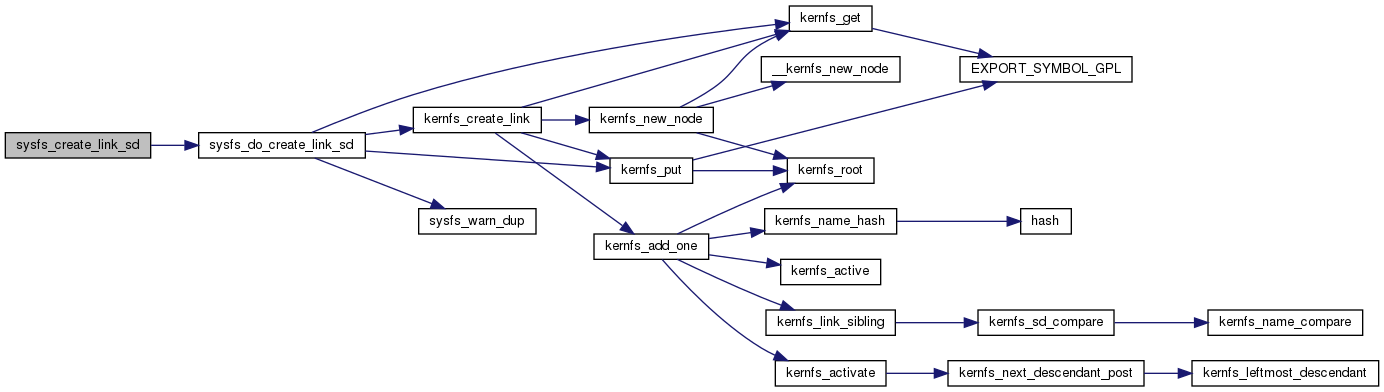 kernfs_get
EXPORT_SYMBOL_GPL
__kernfs_new_node
kernfs_create_link
kernfs_new_node
sysfs_create_link_sd
sysfs_do_create_link_sd
kernfs_put
kernfs_root
sysfs_warn_dup
kernfs_name_hash
hash
kernfs_add_one
kernfs_active
kernfs_link_sibling
kernfs_sd_compare
kernfs_name_compare
kernfs_activate
kernfs_next_descendant_post
kernfs_leftmost_descendant